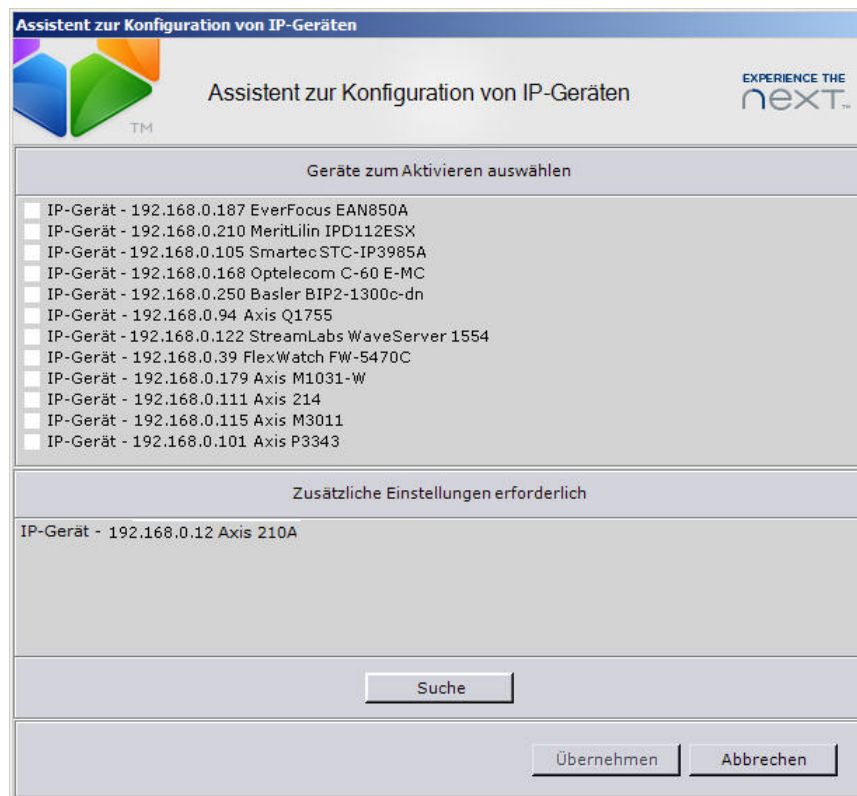 Assistent zur Konfiguration von IP-Geräten
TM
Assistent zur Konfiguration von IP-Geräten
EXPERIENCE THE
next™
Geräte zum Aktivieren auswählen
IP-Gerät - 192.168.0.187 EverFocus EAN850A
IP-Gerät - 192.168.0.210 MeritLilin IPD112ESX
IP-Gerät - 192.168.0.105 Smartec STC-IP3985A
IP-Gerät - 192.168.0.168 Optelecom C-60 E-MC
IP-Gerät - 192.168.0.250 Basler BIP2-1300c-dn
IP-Gerät - 192.168.0.94 Axis Q1755
IP-Gerät - 192.168.0.122 StreamLabs WaveServer 1554
IP-Gerät - 192.168.0.39 FlexWatch FW-5470C
IP-Gerät - 192.168.0.179 Axis M1031-W
IP-Gerät - 192.168.0.111 Axis 214
IP-Gerät - 192.168.0.115 Axis M3011
IP-Gerät - 192.168.0.101 Axis P3343
Zusätzliche Einstellungen erforderlich
IP-Gerät - 192.168.0.12 Axis 210A
Suche
Übernehmen Abbrechen